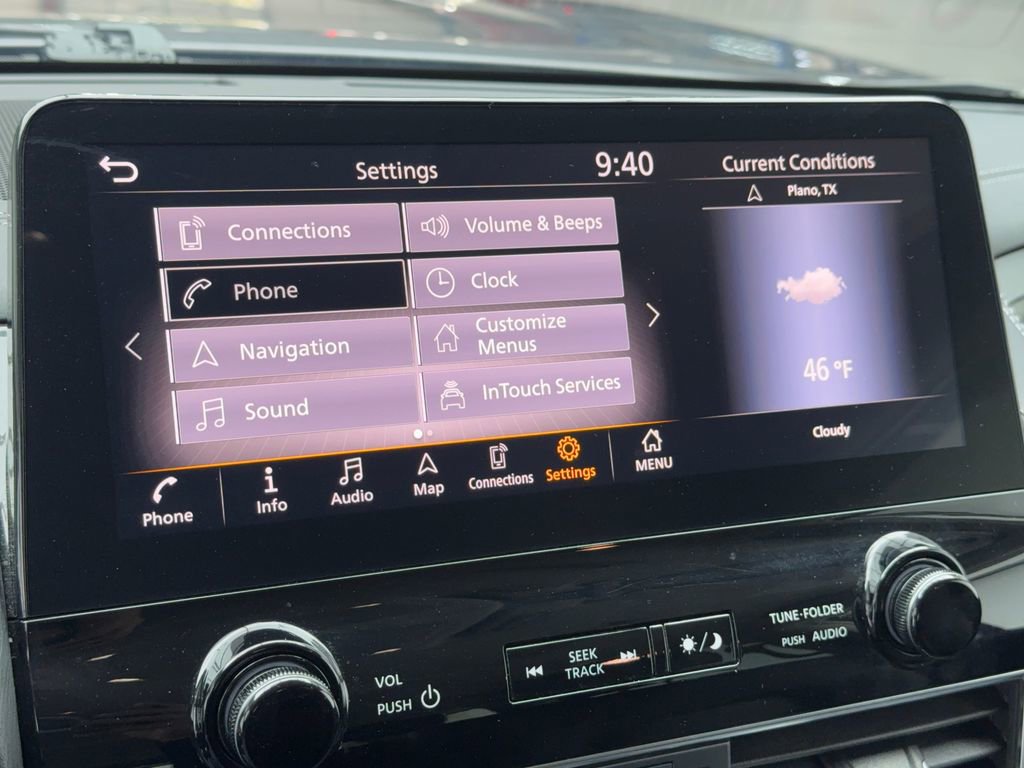 Settings
9:40
Current Conditions
Plano, TX
Connections
Volume & Beeps
Phone
Clock
Navigation
Customize
Menus
Sound
InTouch Services
46 °F
Cloudy
Phone
Info
Audio
Map
Connections
Settings
MENU
VOL
PUSH
SEEK
TRACK
TUNE·FOLDER
PUSH AUDIO